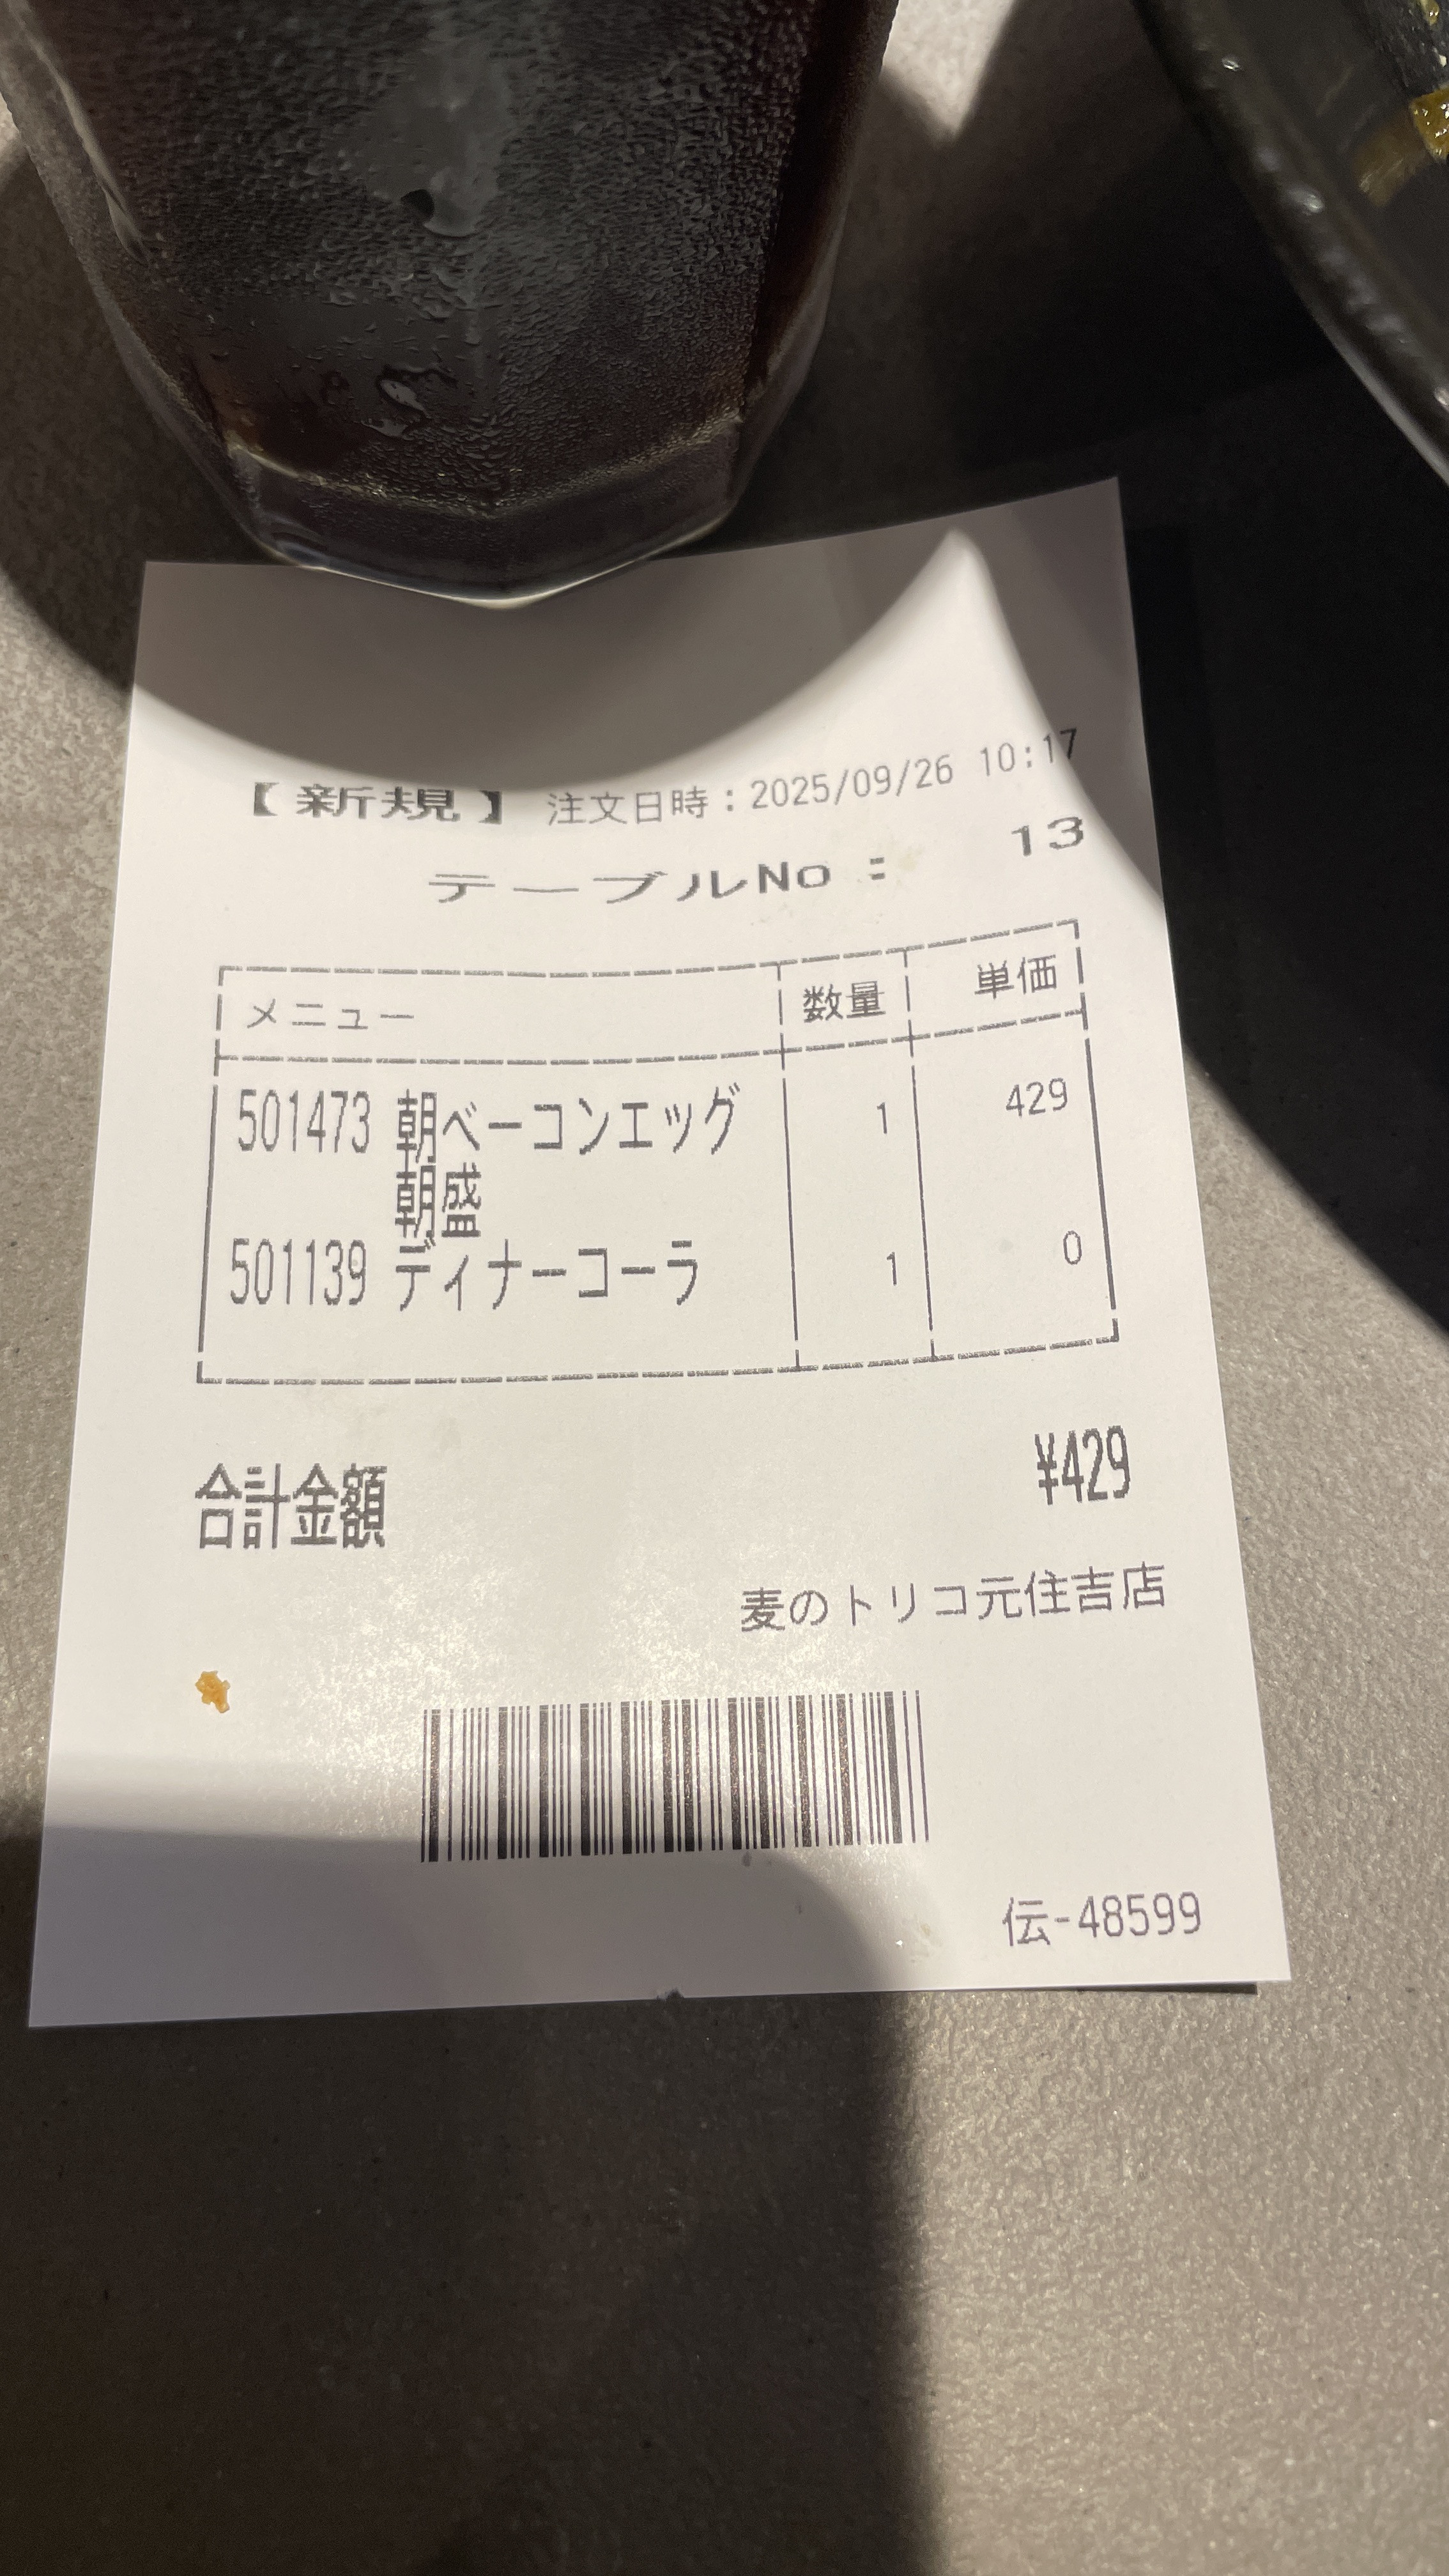 【新規】 注文日時：2025/09/26 10:17
テーブルNo： 13
メニュー 数量 単価
501473 朝ベーコンエッグ 1 429
朝盛
501139 ディナーコーラ 1 0
合計金額 ¥429
麦のトリコ元住吉店
伝-48599